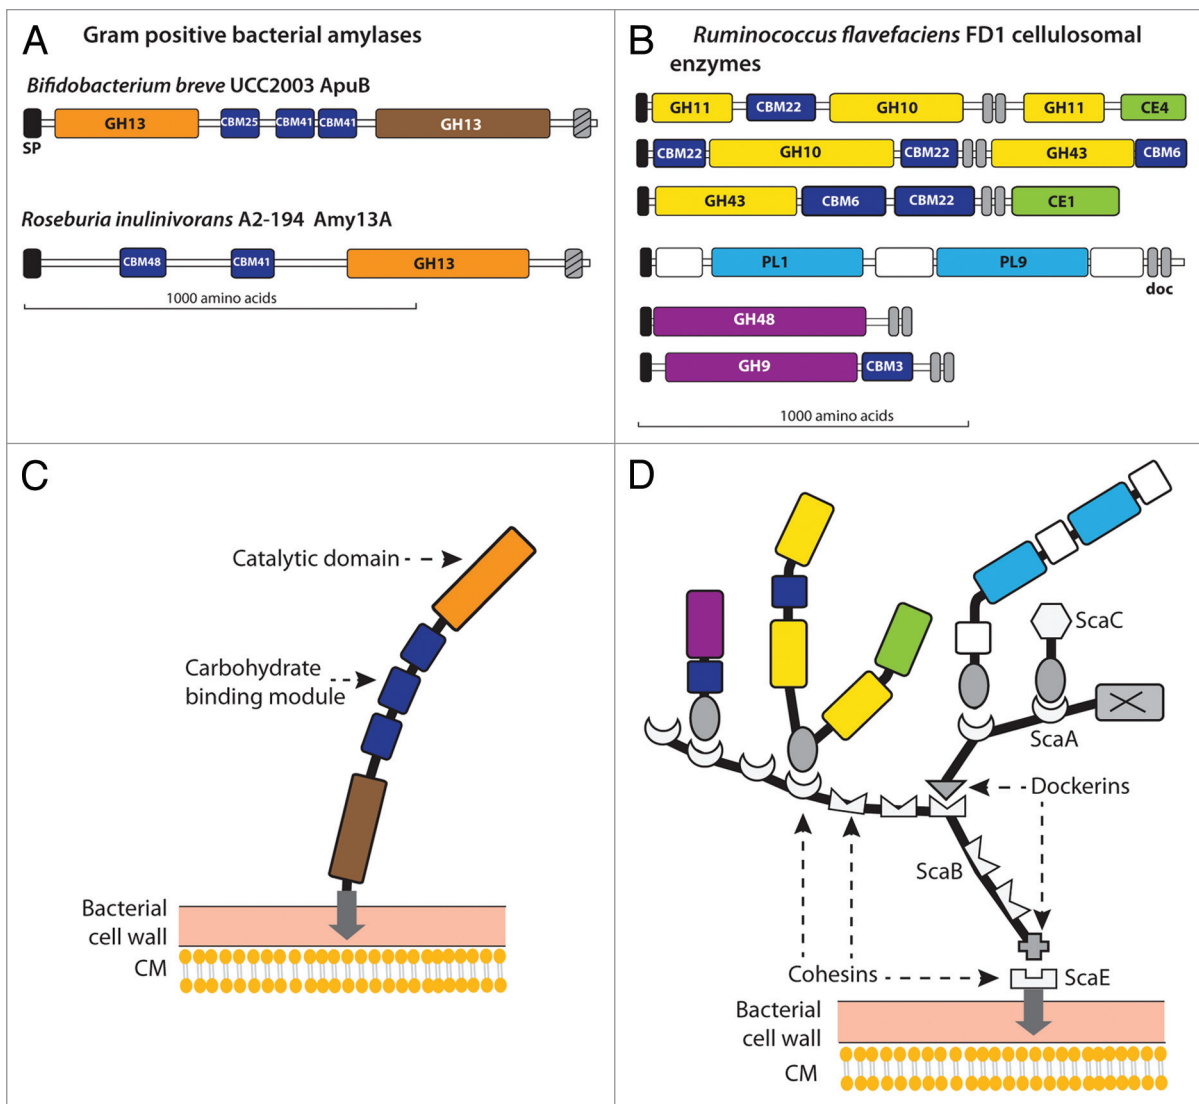 A
Gram positive bacterial amylases
Bifidobacterium breve UCC2003 ApuB
GH13 CBM25 CBM41 CBM41 GH13
SP
Roseburia inulinivorans A2-194 Amy13A
CBM48 CBM41 GH13
1000 amino acids
B
Ruminococcus flavefaciens FD1 cellulosomal
enzymes
GH11 CBM22 GH10 GH11 CE4
CBM22 GH10 CBM22 GH43 CBM6
GH43 CBM6 CBM22 CE1
PL1 PL9
doc
GH48
GH9 CBM3
1000 amino acids
C
Catalytic domain
Carbohydrate
binding module
Bacterial
cell wall
CM
D
ScaC
ScaA
Dockerins
ScaB
Cohesins
ScaE
Bacterial
cell wall
CM